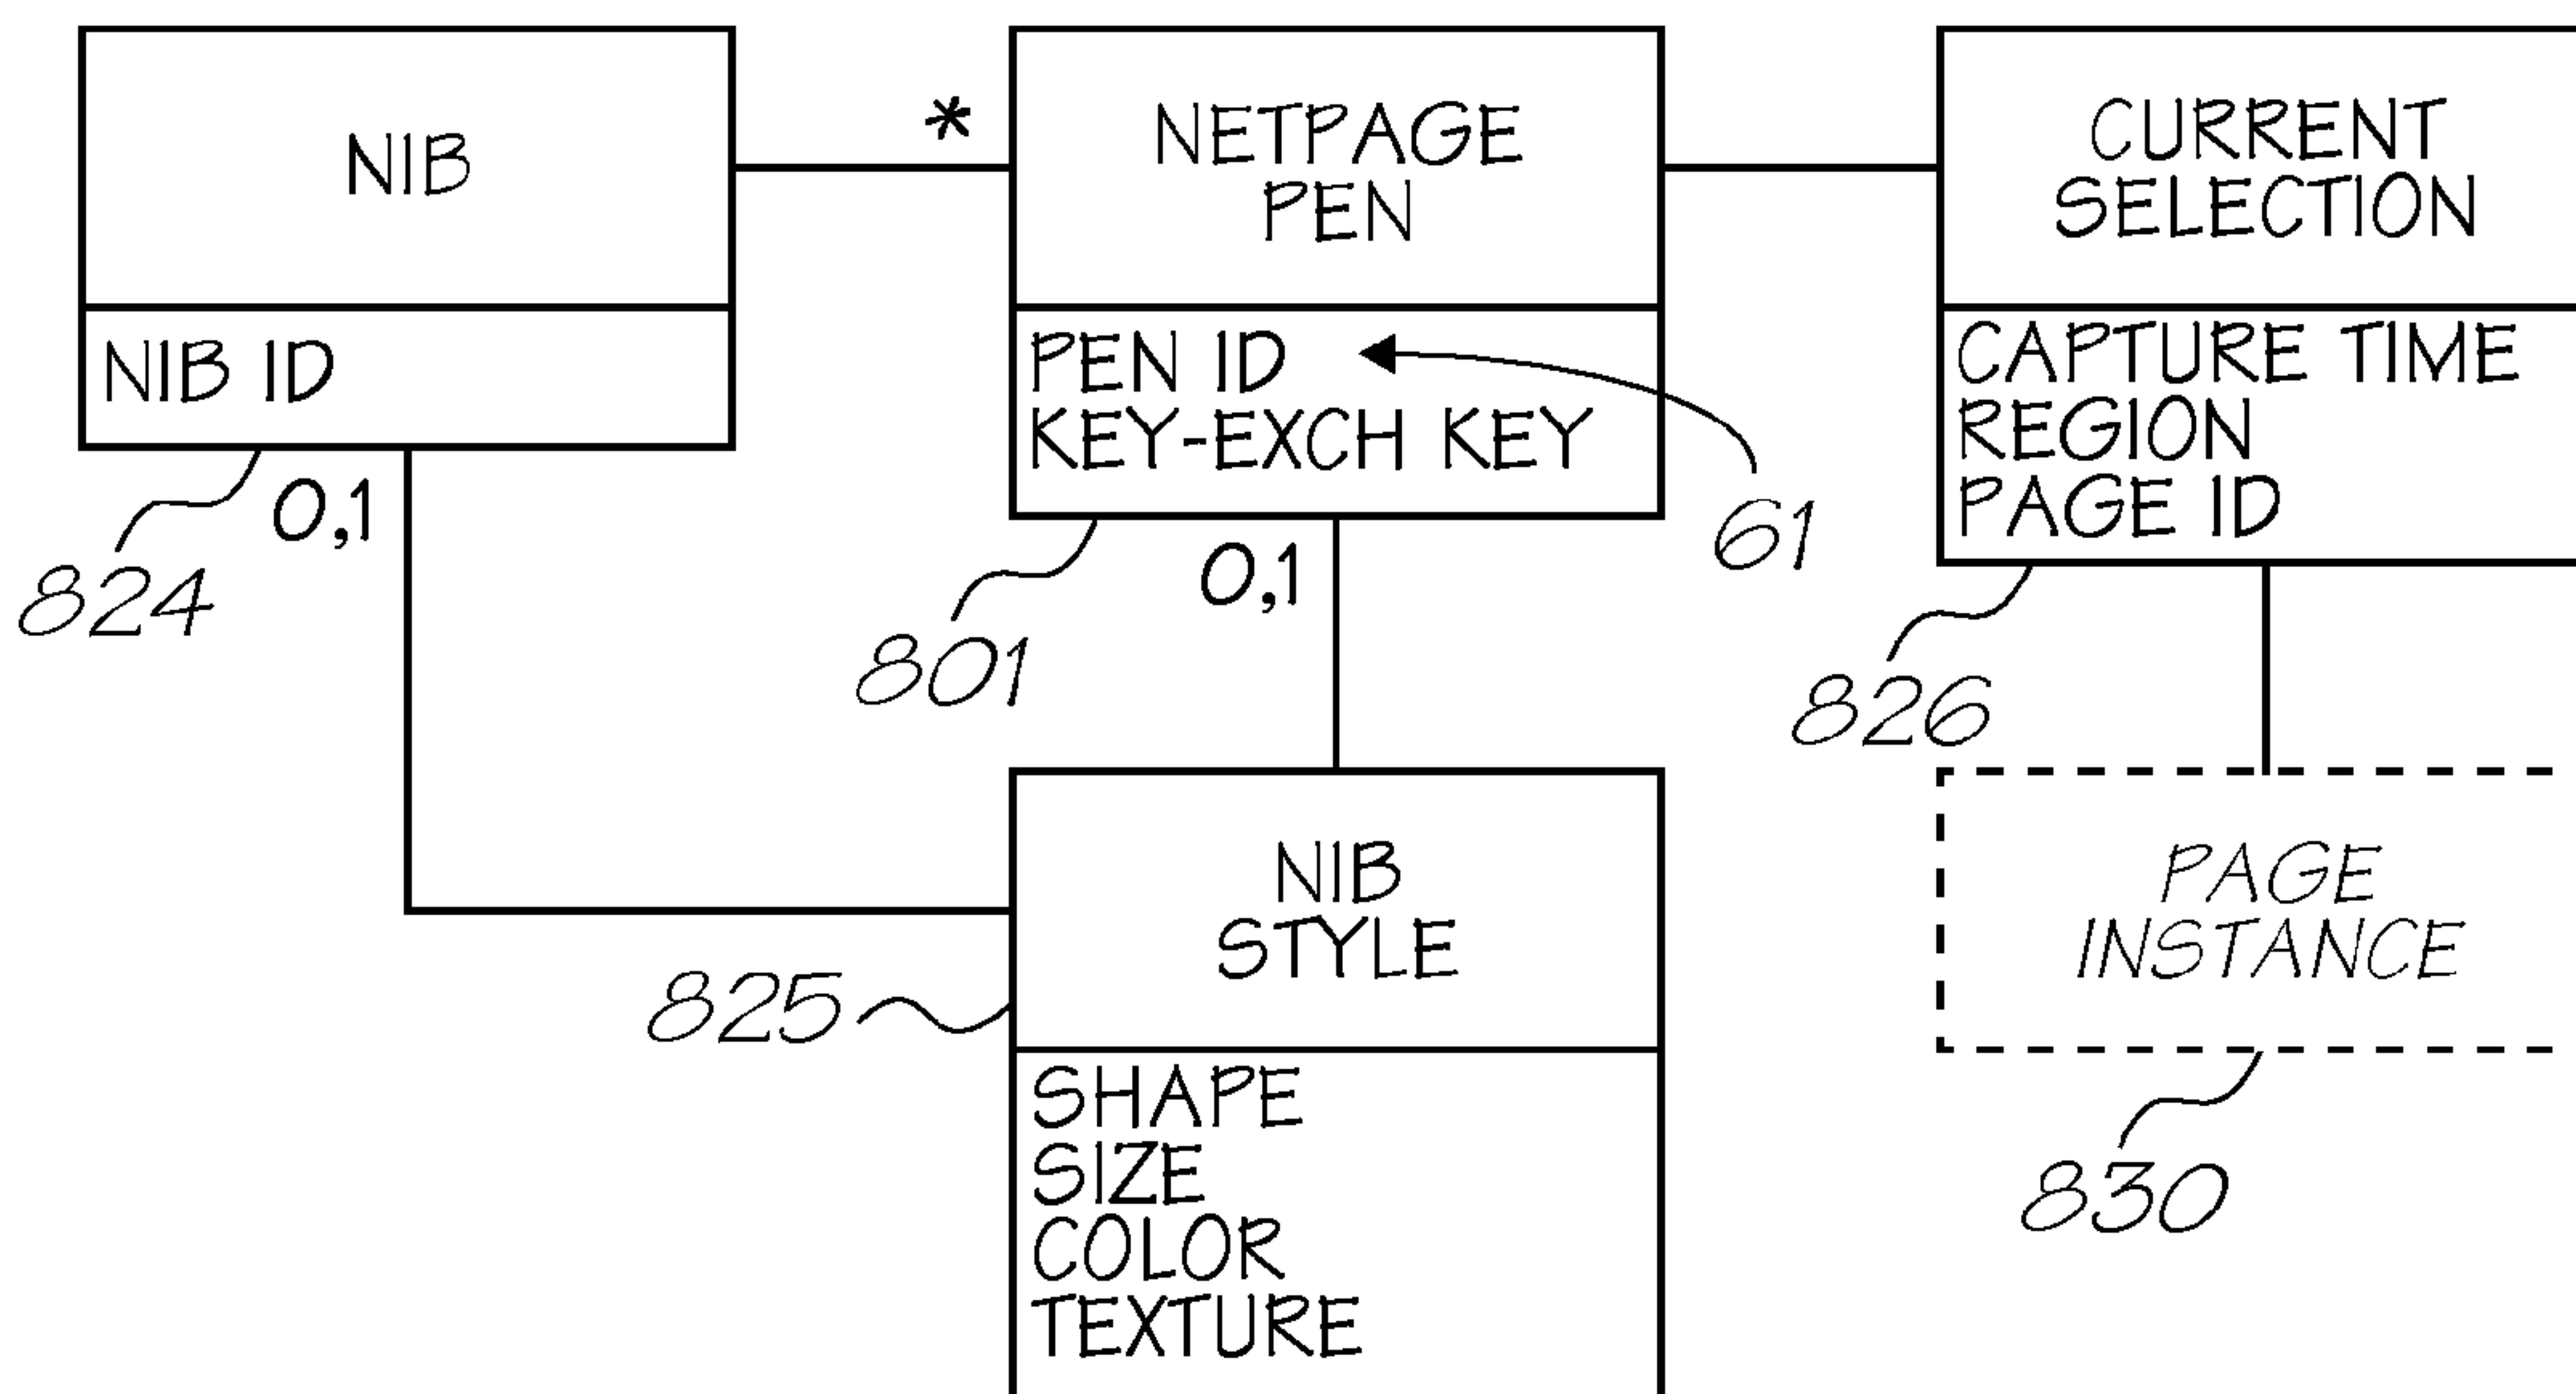 NIB
NIB ID
824
0,1
*
NETPAGE
PEN
PEN ID
KEY-EXCH KEY
61
801
0,1
CURRENT
SELECTION
CAPTURE TIME
REGION
PAGE ID
826
NIB
STYLE
825
SHAPE
SIZE
COLOR
TEXTURE
PAGE
INSTANCE
830